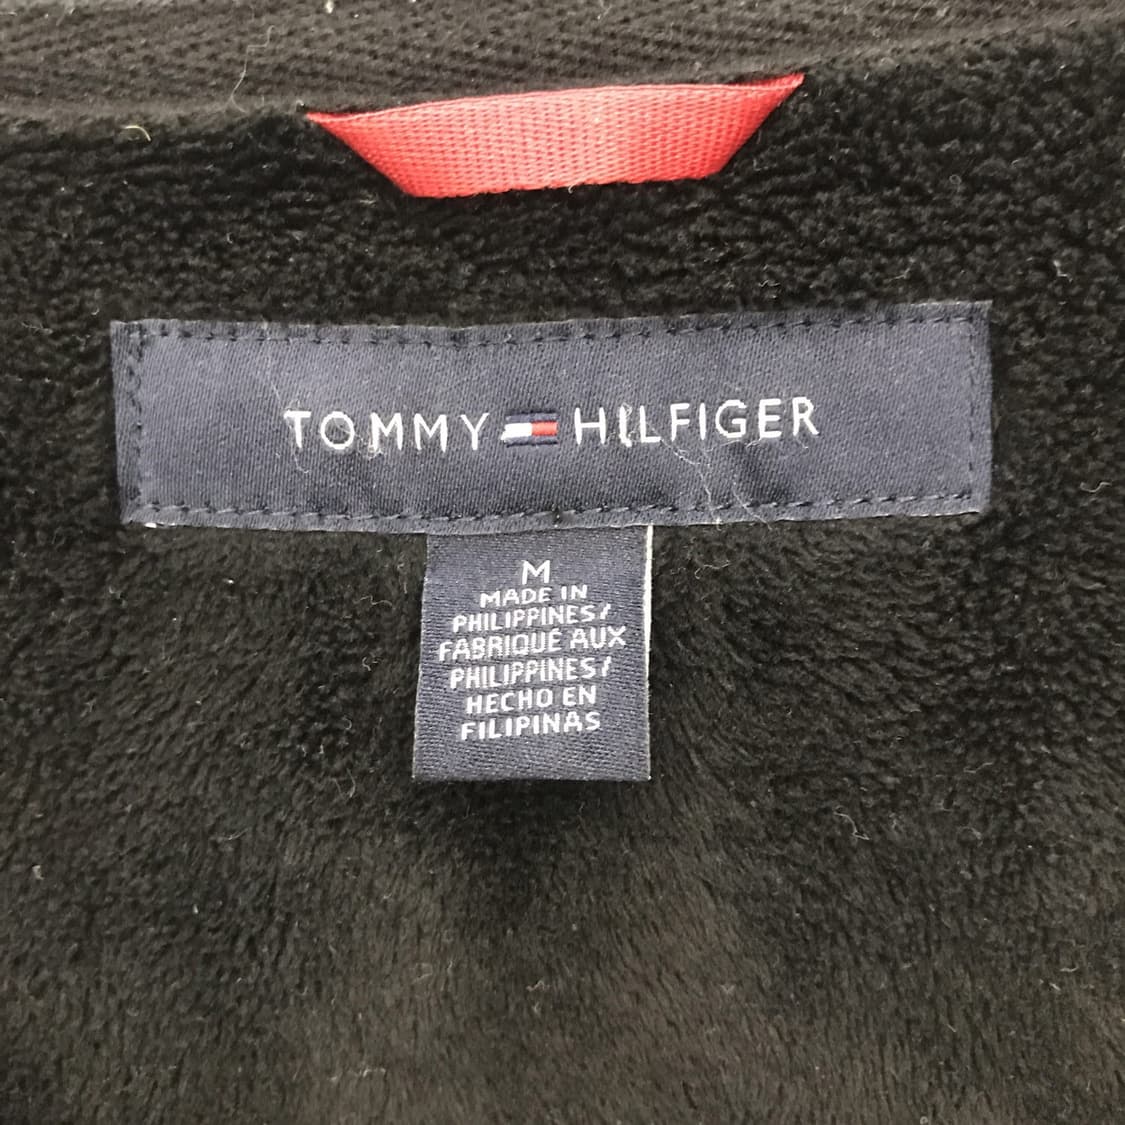 TOMMY HILFIGER
M
MADE IN
PHILIPPINES/
FABRIQUÉ AUX
PHILIPPINES/
HECHO EN
FILIPINAS